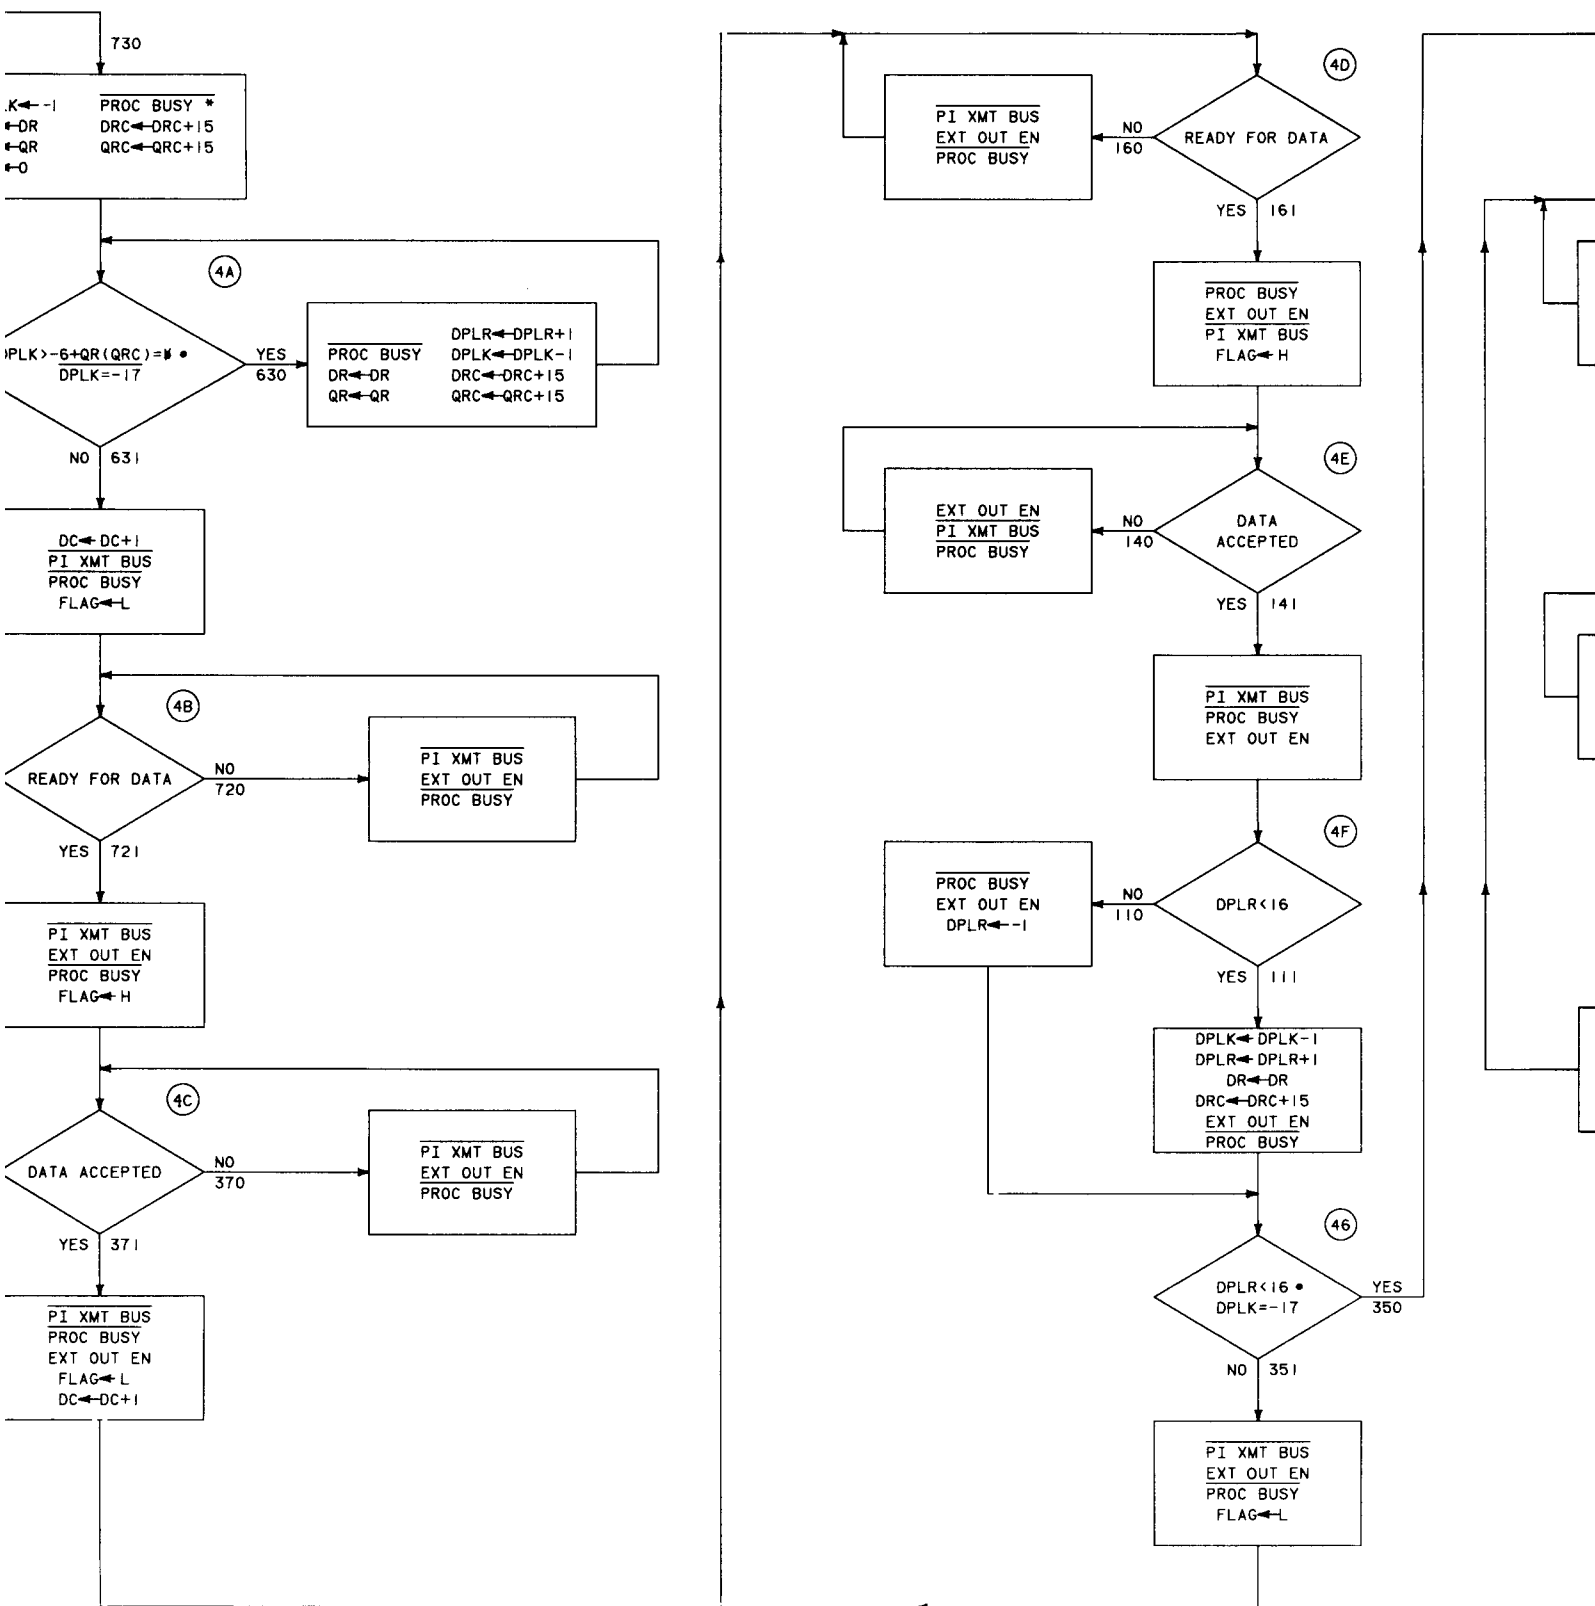 730
K←-1 PROC BUSY *
←DR DRC←DRC+15
←QR QRC←QRC+15
←0
4A
DPLK>-6+QR(QRC)=¥ •
DPLK=-17
YES
630
PROC BUSY
DR←DR
QR←QR
DPLR←DPLR+1
DPLK←DPLK-1
DRC←DRC+15
QRC←QRC+15
NO 631
DC←DC+1
PI XMT BUS
PROC BUSY
FLAG←L
4B
READY FOR DATA
NO
720
PI XMT BUS
EXT OUT EN
PROC BUSY
YES 721
PI XMT BUS
EXT OUT EN
PROC BUSY
FLAG←H
4C
DATA ACCEPTED
NO
370
PI XMT BUS
EXT OUT EN
PROC BUSY
YES 371
PI XMT BUS
PROC BUSY
EXT OUT EN
FLAG←L
DC←DC+1
4D
READY FOR DATA
NO
160
PI XMT BUS
EXT OUT EN
PROC BUSY
YES 161
PROC BUSY
EXT OUT EN
PI XMT BUS
FLAG←H
4E
DATA
ACCEPTED
NO
140
EXT OUT EN
PI XMT BUS
PROC BUSY
YES 141
PI XMT BUS
PROC BUSY
EXT OUT EN
4F
DPLR<16
NO
110
PROC BUSY
EXT OUT EN
DPLR←-1
YES 111
DPLK←DPLK-1
DPLR←DPLR+1
DR←DR
DRC←DRC+15
EXT OUT EN
PROC BUSY
46
DPLR<16 •
DPLK=-17
YES
350
NO 351
PI XMT BUS
EXT OUT EN
PROC BUSY
FLAG←L